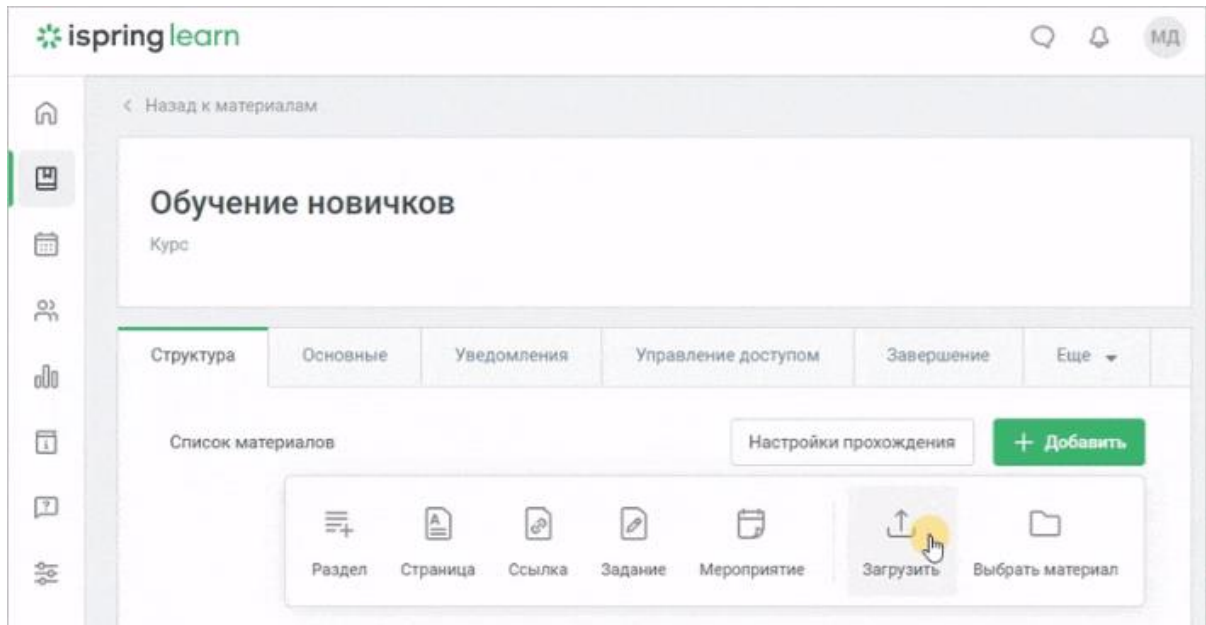 ispring learn
МД
Назад к материалам
Обучение новичков
Курс
Структура Основные Уведомления Управление доступом Завершение Еще
Список материалов Настройки прохождения + Добавить
Раздел Страница Ссылка Задание Мероприятие Загрузить Выбрать материал